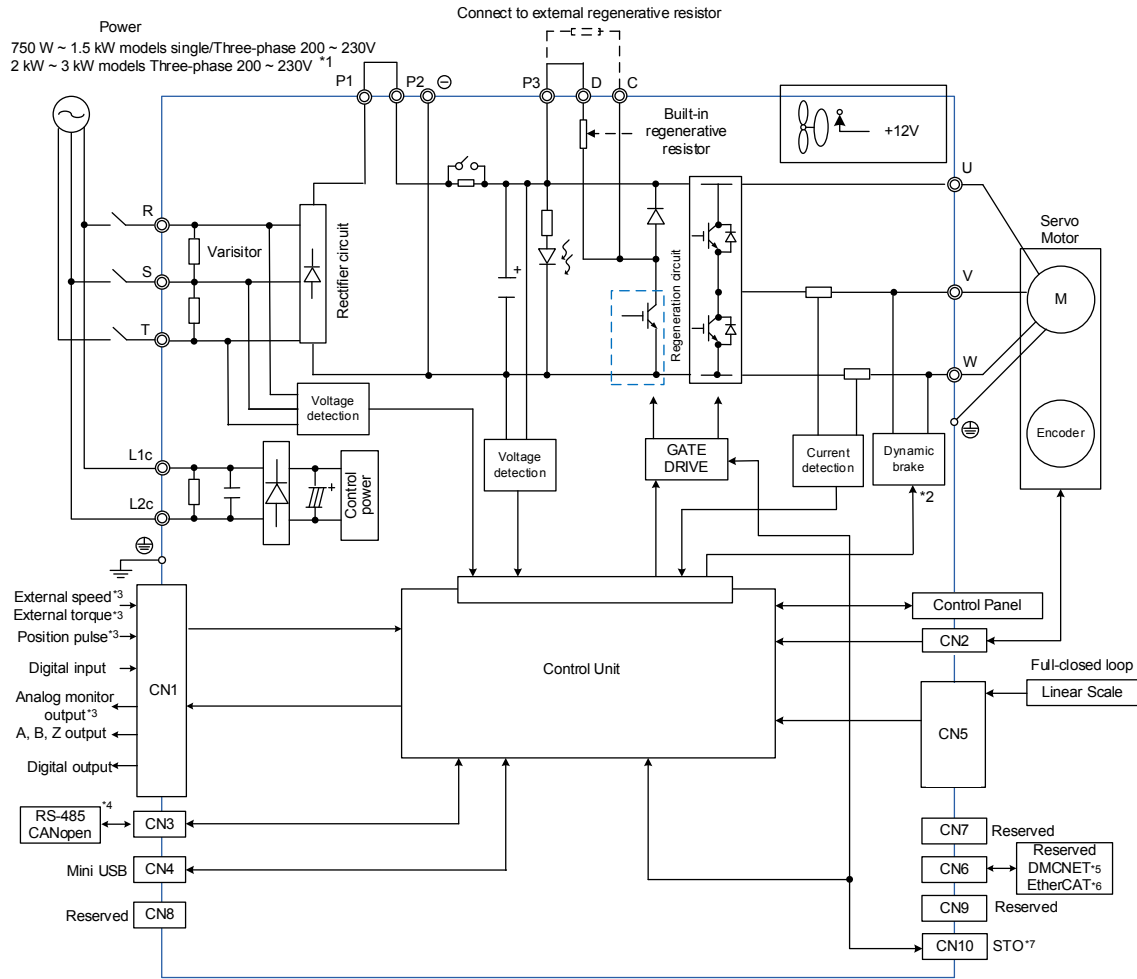 Connect to external regenerative resistor
Power
750 W ~ 1.5 kW models single/Three-phase 200 ~ 230V
2 kW ~ 3 kW models Three-phase 200 ~ 230V *1
P1
P2
⊖
P3
D
C
Built-in
regenerative
resistor
+12V
U
R
Varisitor
S
T
Rectifier circuit
+
Regeneration circuit
Servo
Motor
V
M
W
Voltage
detection
Voltage
detection
GATE
DRIVE
Current
detection
Dynamic
brake
*2
Encoder
L1c
L2c
+
Control
power
External speed*3
External torque*3
Position pulse*3
Digital input
Analog monitor
output*3
A, B, Z output
Digital output
CN1
Control Unit
Control Panel
CN2
Full-closed loop
Linear Scale
CN5
RS-485
CANopen
*4
CN3
Mini USB
CN4
Reserved
CN8
CN7
Reserved
CN6
Reserved
DMCNET*5
EtherCAT*6
CN9
Reserved
CN10
STO*7